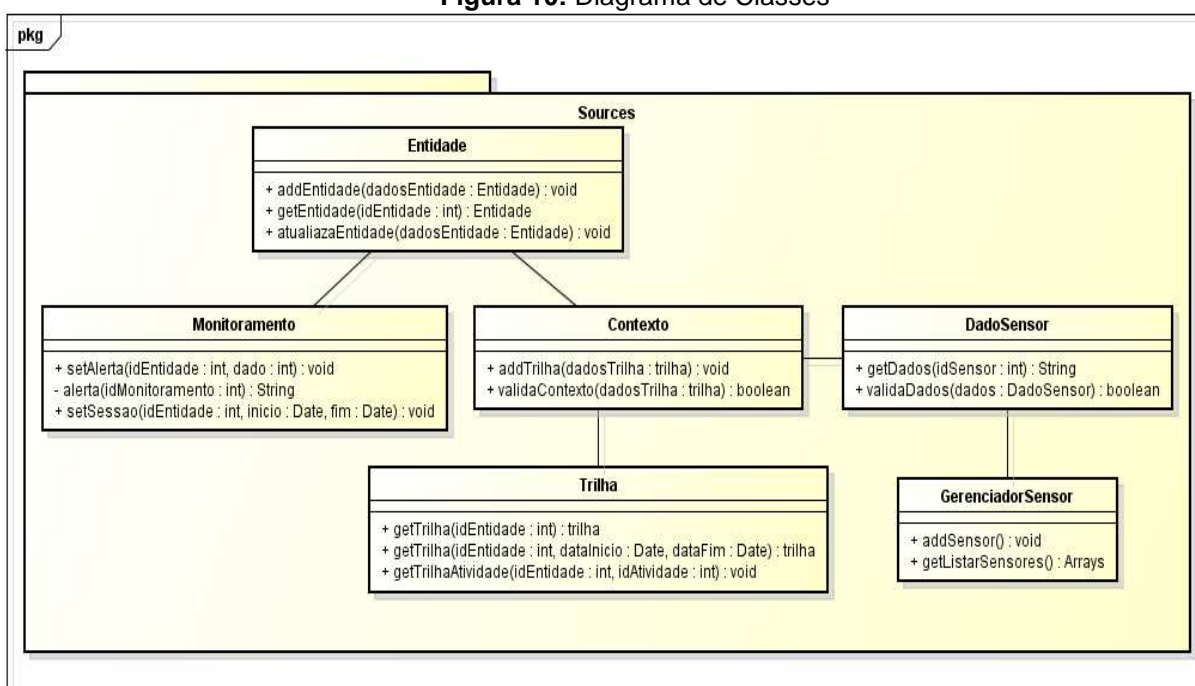 Figura 16: Diagrama de Classes
pkg
Sources
Entidade
+ addEntidade(dadosEntidade : Entidade) : void
+ getEntidade(idEntidade : int) : Entidade
+ atualiazaEntidade(dadosEntidade : Entidade) : void
Monitoramento
+ setAlerta(idEntidade : int, dado : int) : void
- alerta(idMonitoramento : int) : String
+ setSessao(idEntidade : int, inicio : Date, fim : Date) : void
Contexto
+ addTrilha(dadosTrilha : trilha) : void
+ validaContexto(dadosTrilha : trilha) : boolean
DadoSensor
+ getDados(idSensor : int) : String
+ validaDados(dados : DadoSensor) : boolean
Trilha
+ getTrilha(idEntidade : int) : trilha
+ getTrilha(idEntidade : int, dataInicio : Date, dataFim : Date) : trilha
+ getTrilhaAtividade(idEntidade : int, idAtividade : int) : void
GerenciadorSensor
+ addSensor() : void
+ getListarSensores() : Arrays